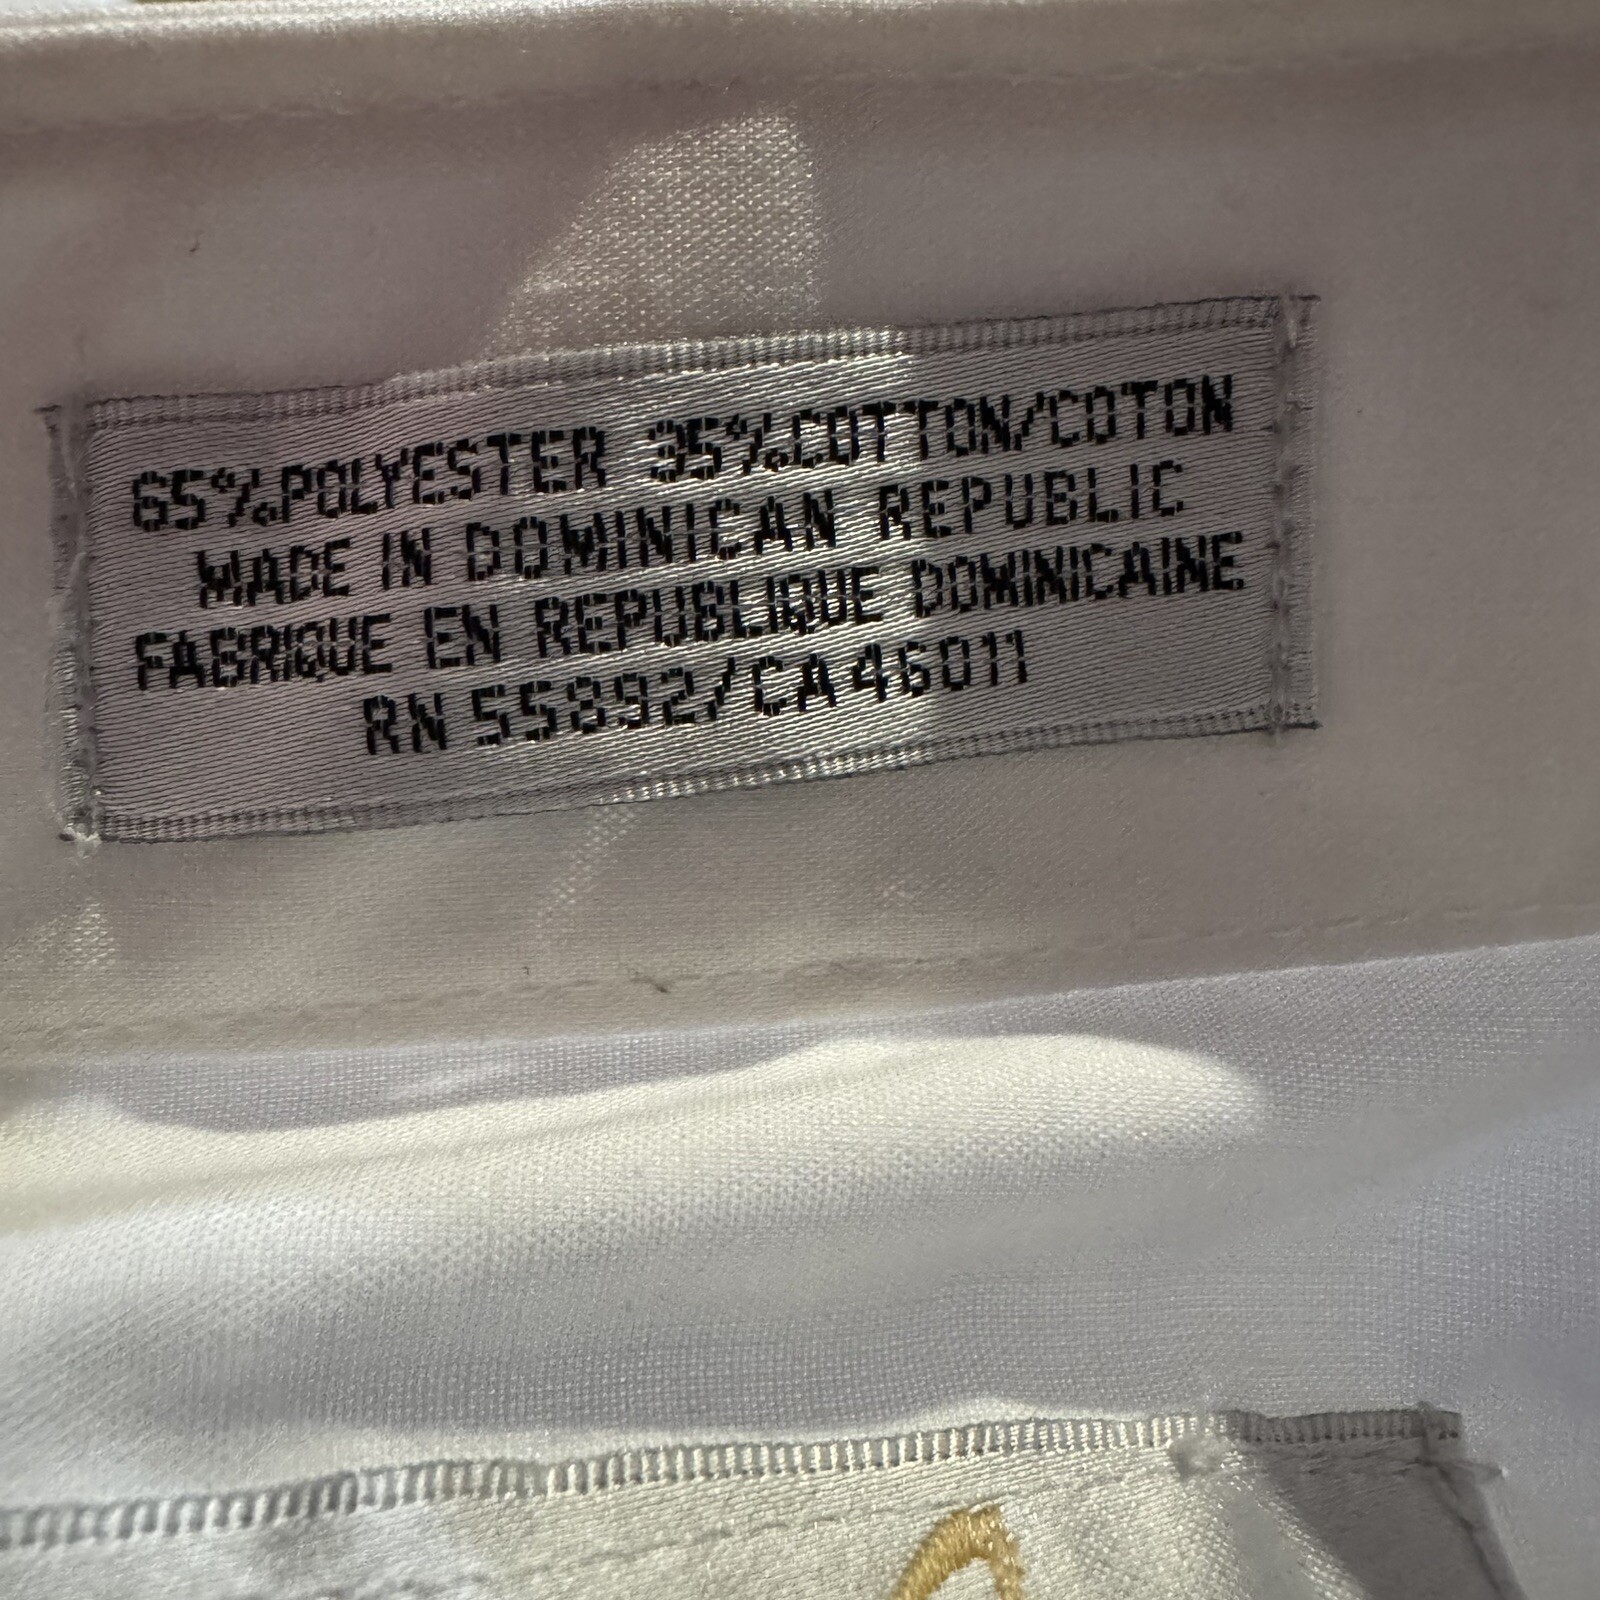 65%POLYESTER 35%COTTON/COTON
MADE IN DOMINICAN REPUBLIC
FABRIQUE EN REPUBLIQUE DOMINICAINE
RN 55892/CA46011